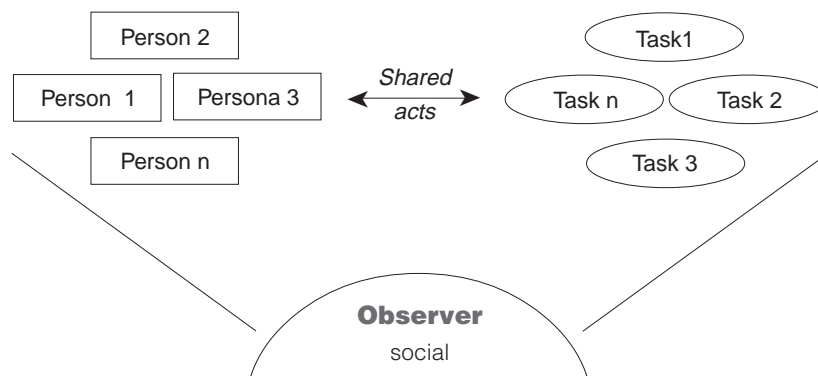 Person 2
Person 1
Persona 3
Person n
Shared
acts
Task1
Task n
Task 2
Task 3
Observer
social